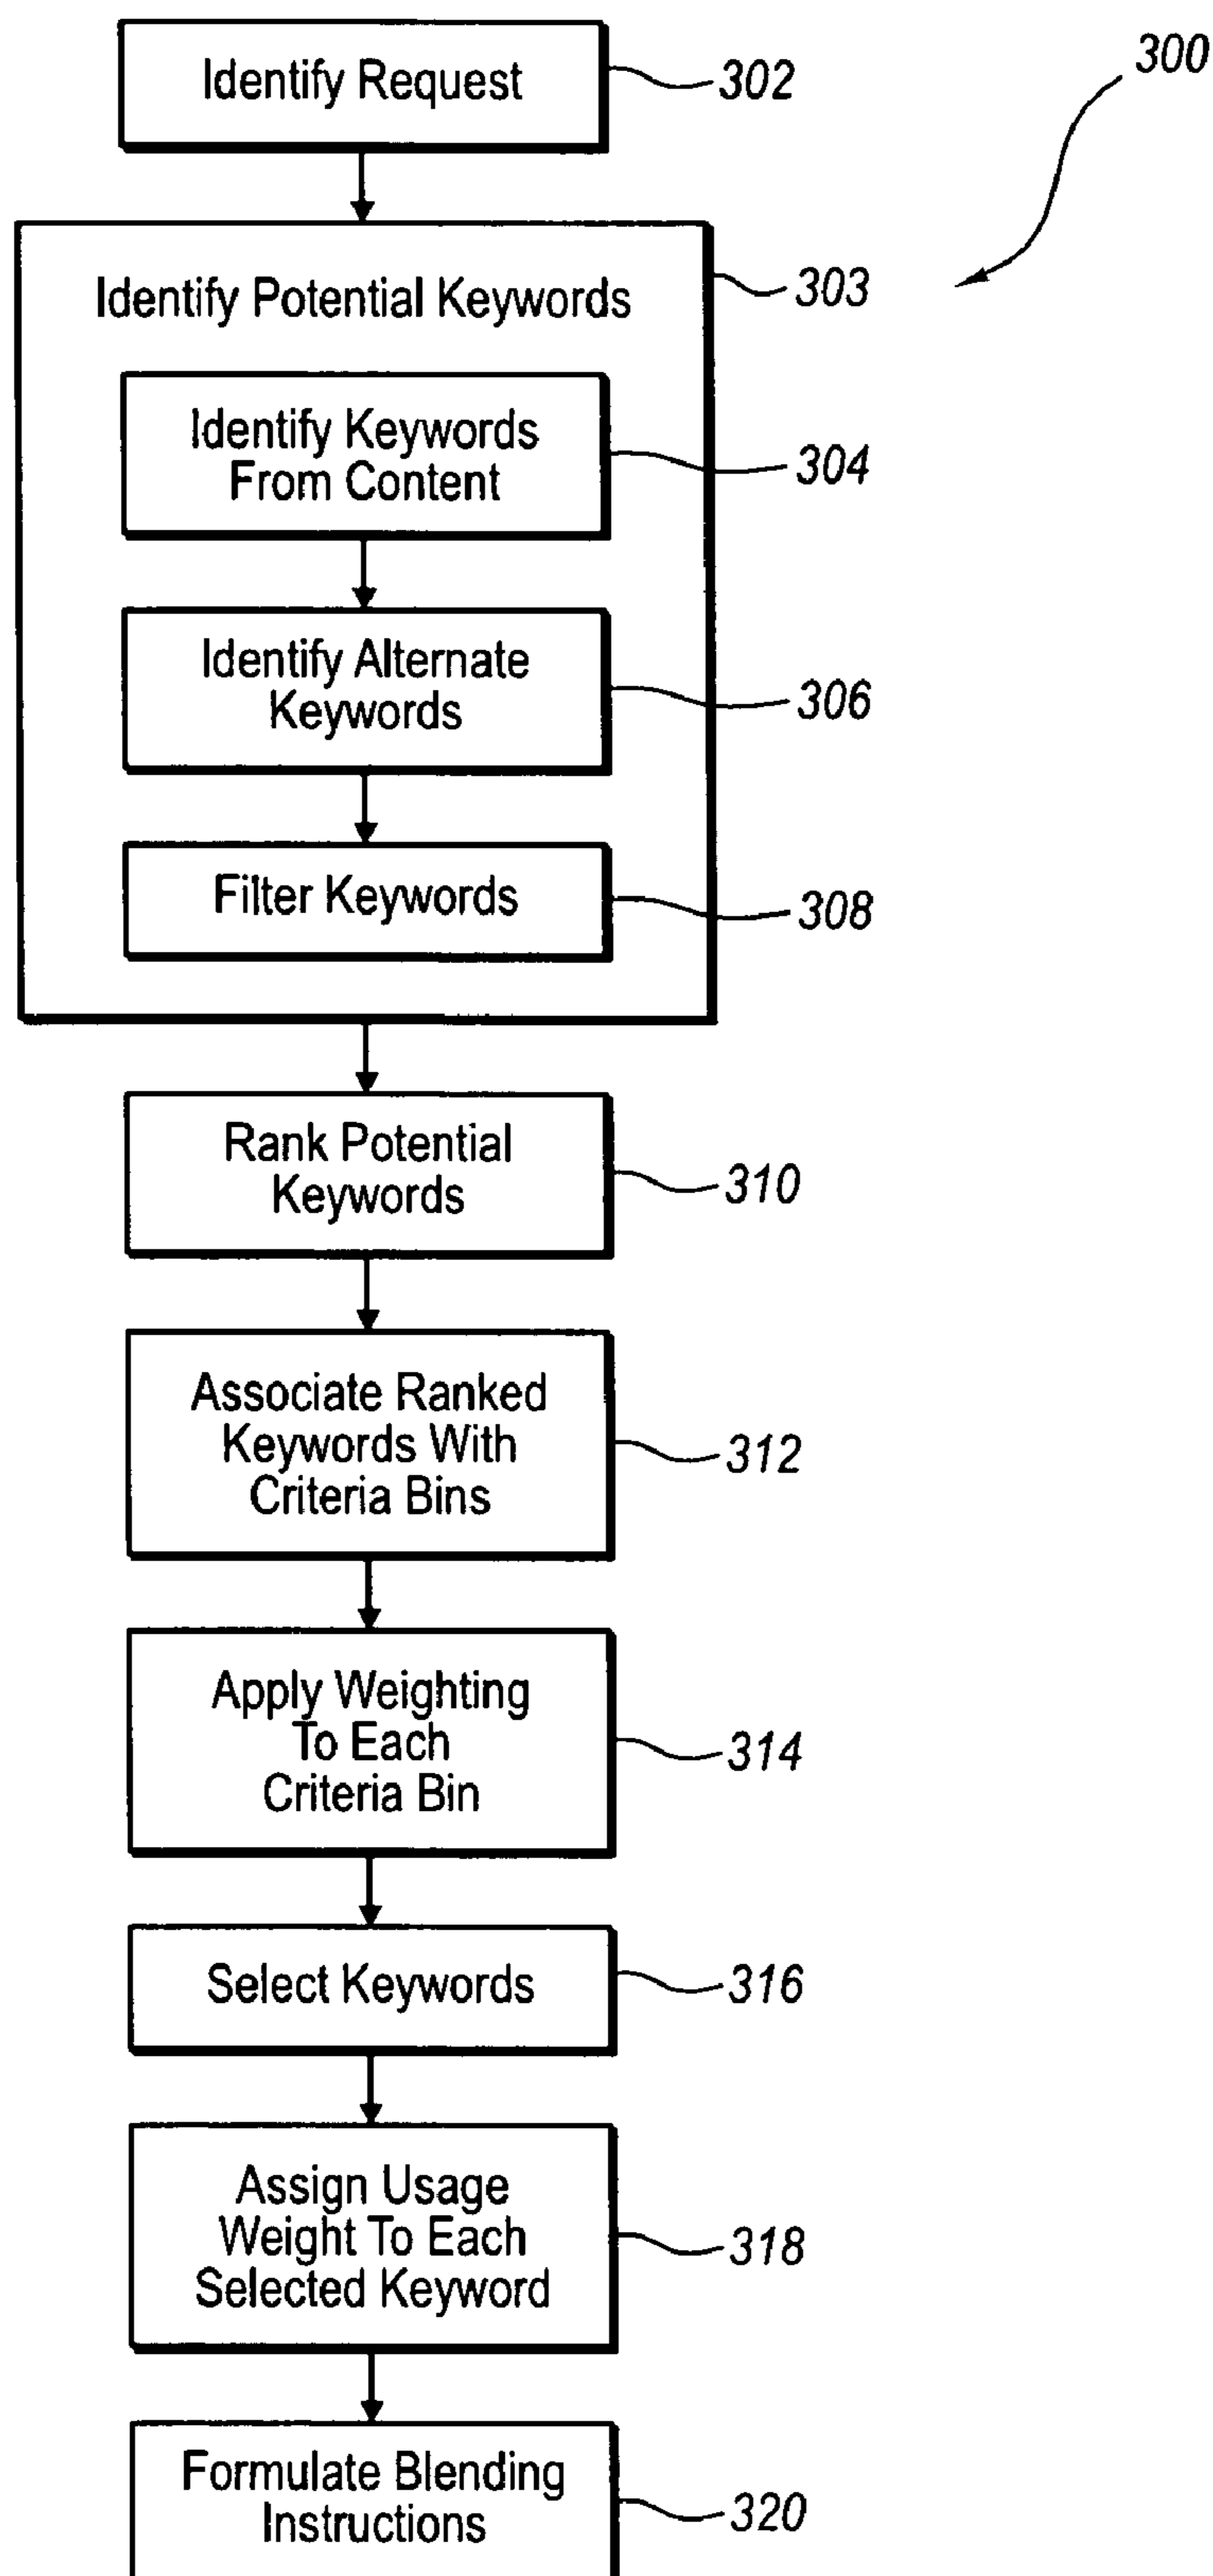 300
Identify Request
302
Identify Potential Keywords
303
Identify Keywords
From Content
304
Identify Alternate
Keywords
306
Filter Keywords
308
Rank Potential
Keywords
310
Associate Ranked
Keywords With
Criteria Bins
312
Apply Weighting
To Each
Criteria Bin
314
Select Keywords
316
Assign Usage
Weight To Each
Selected Keyword
318
Formulate Blending
Instructions
320